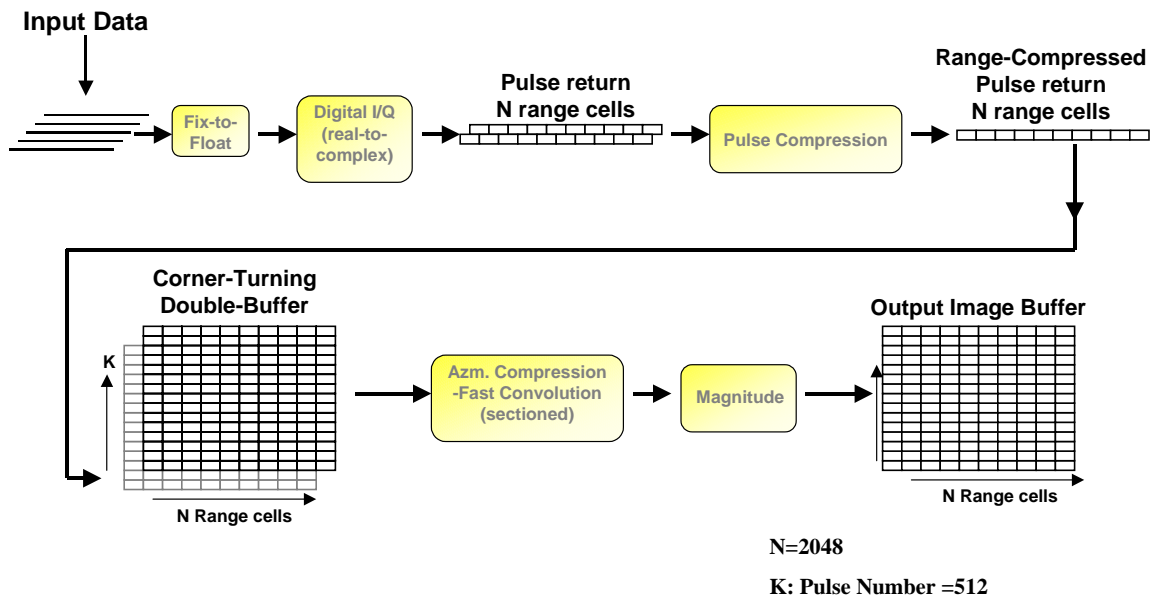 Input Data
Fix-to-
Float
Digital I/Q
(real-to-
complex)
Pulse return
N range cells
Pulse Compression
Range-Compressed
Pulse return
N range cells
Corner-Turning
Double-Buffer
K
N Range cells
Azm. Compression
-Fast Convolution
(sectioned)
Magnitude
Output Image Buffer
N Range cells
N=2048
K: Pulse Number =512